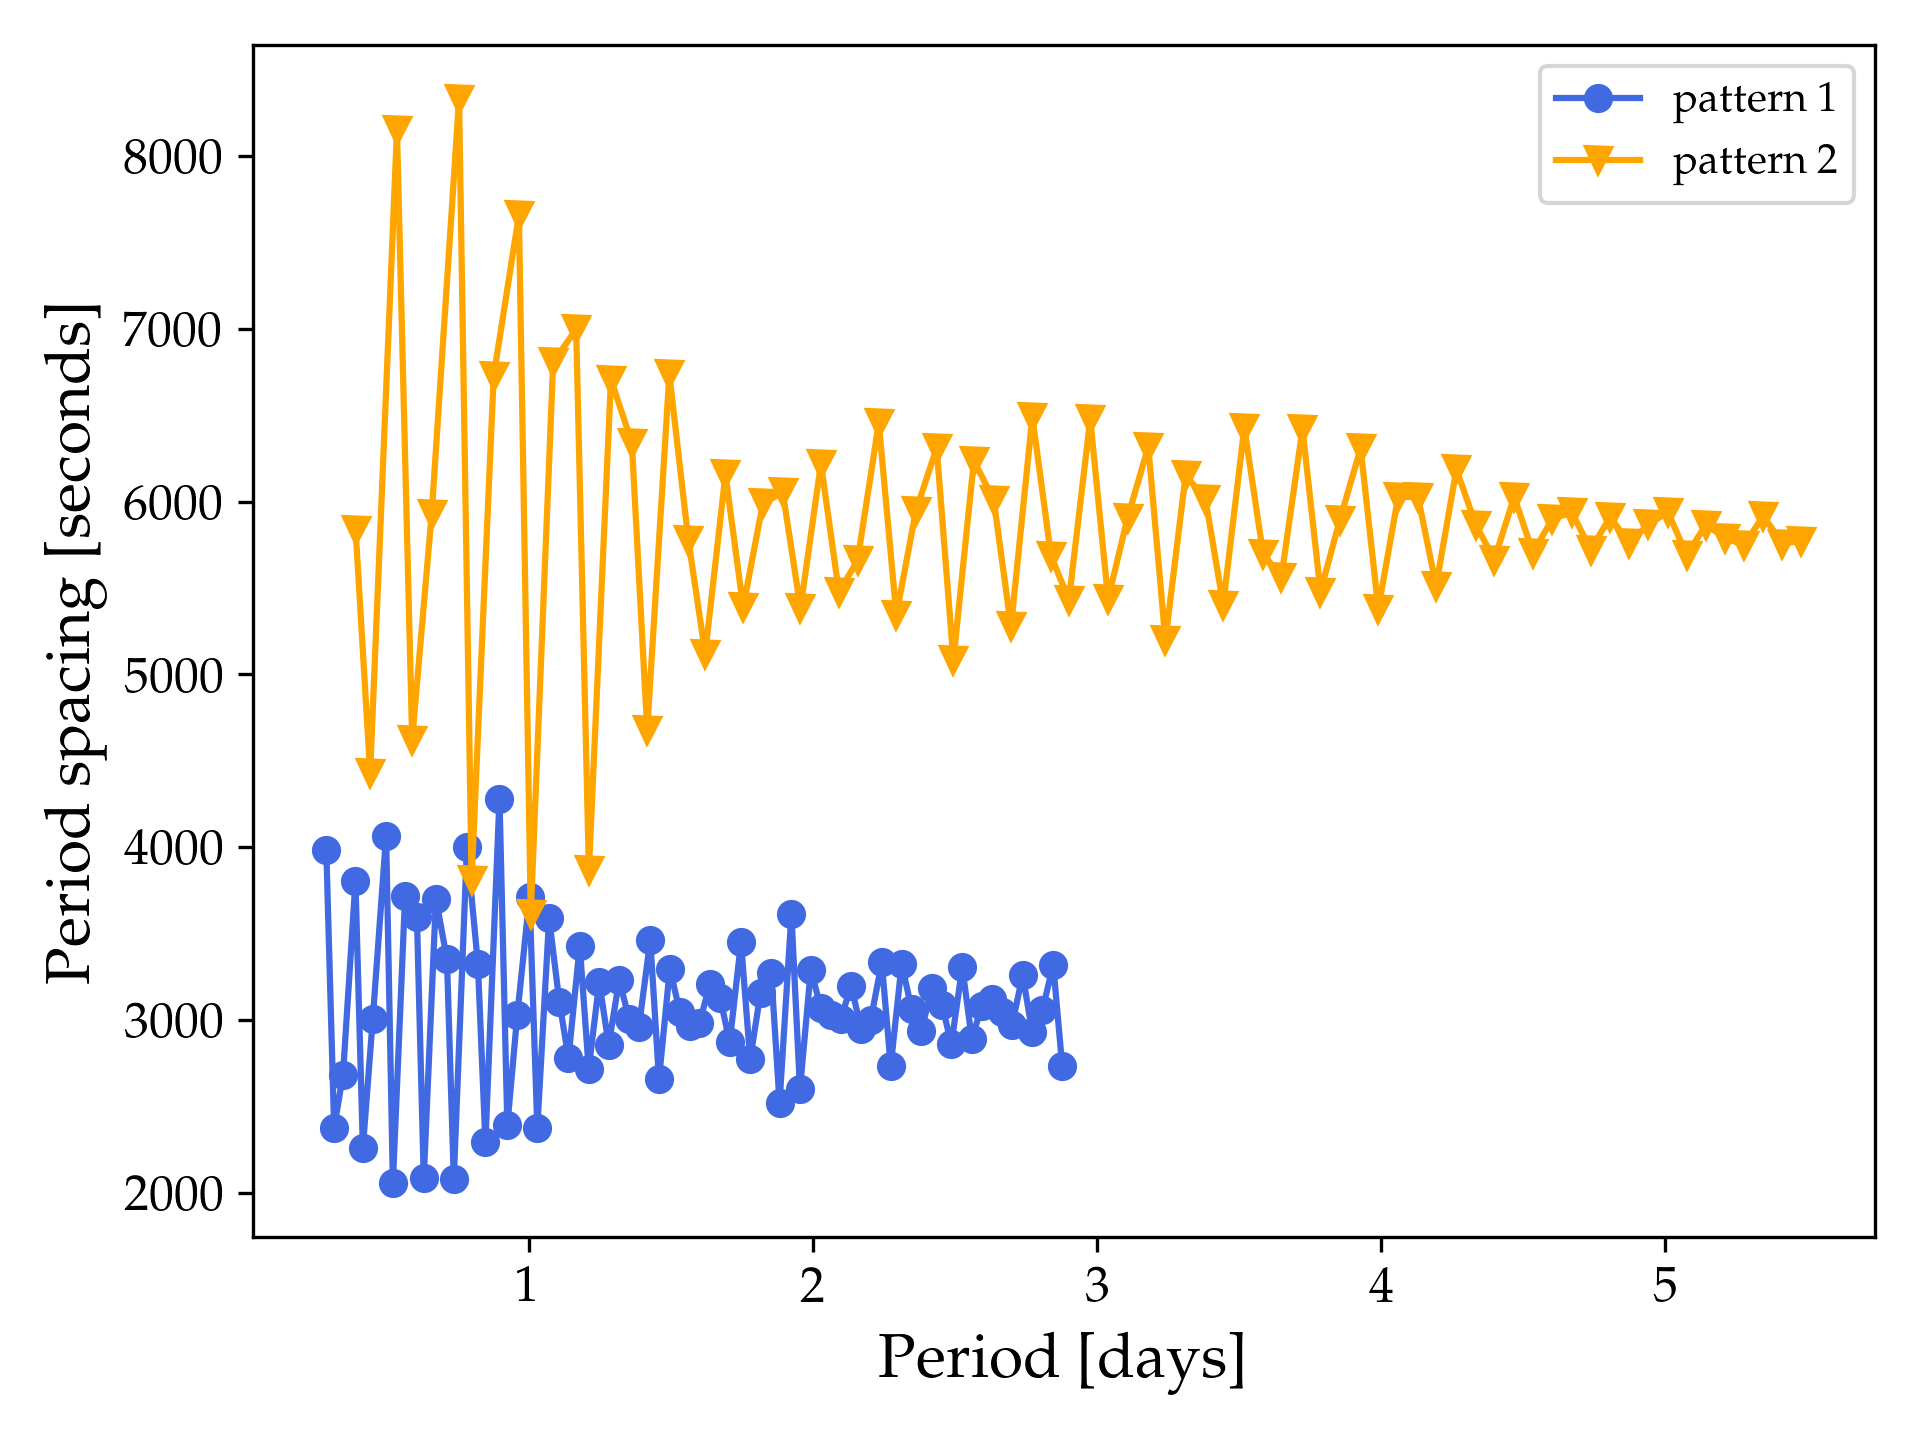 pattern 1
pattern 2
8000
7000
6000
5000
4000
3000
2000
Period spacing [seconds]
1 2 3 4 5
Period [days]